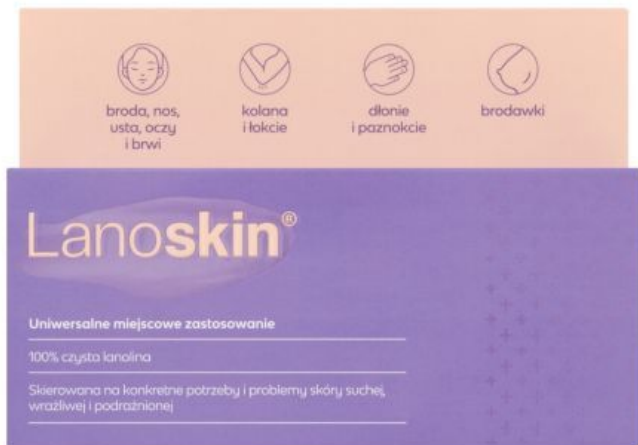 broda, nos,
usta, oczy
i brwi
kolana
i łokcie
dłonie
i paznokcie
brodawki
Lanoskin®
Uniwersalne miejscowe zastosowanie
100% czysta lanolina
Skierowana na konkretne potrzeby i problemy skóry suchej,
wrażliwej i podrażnionej